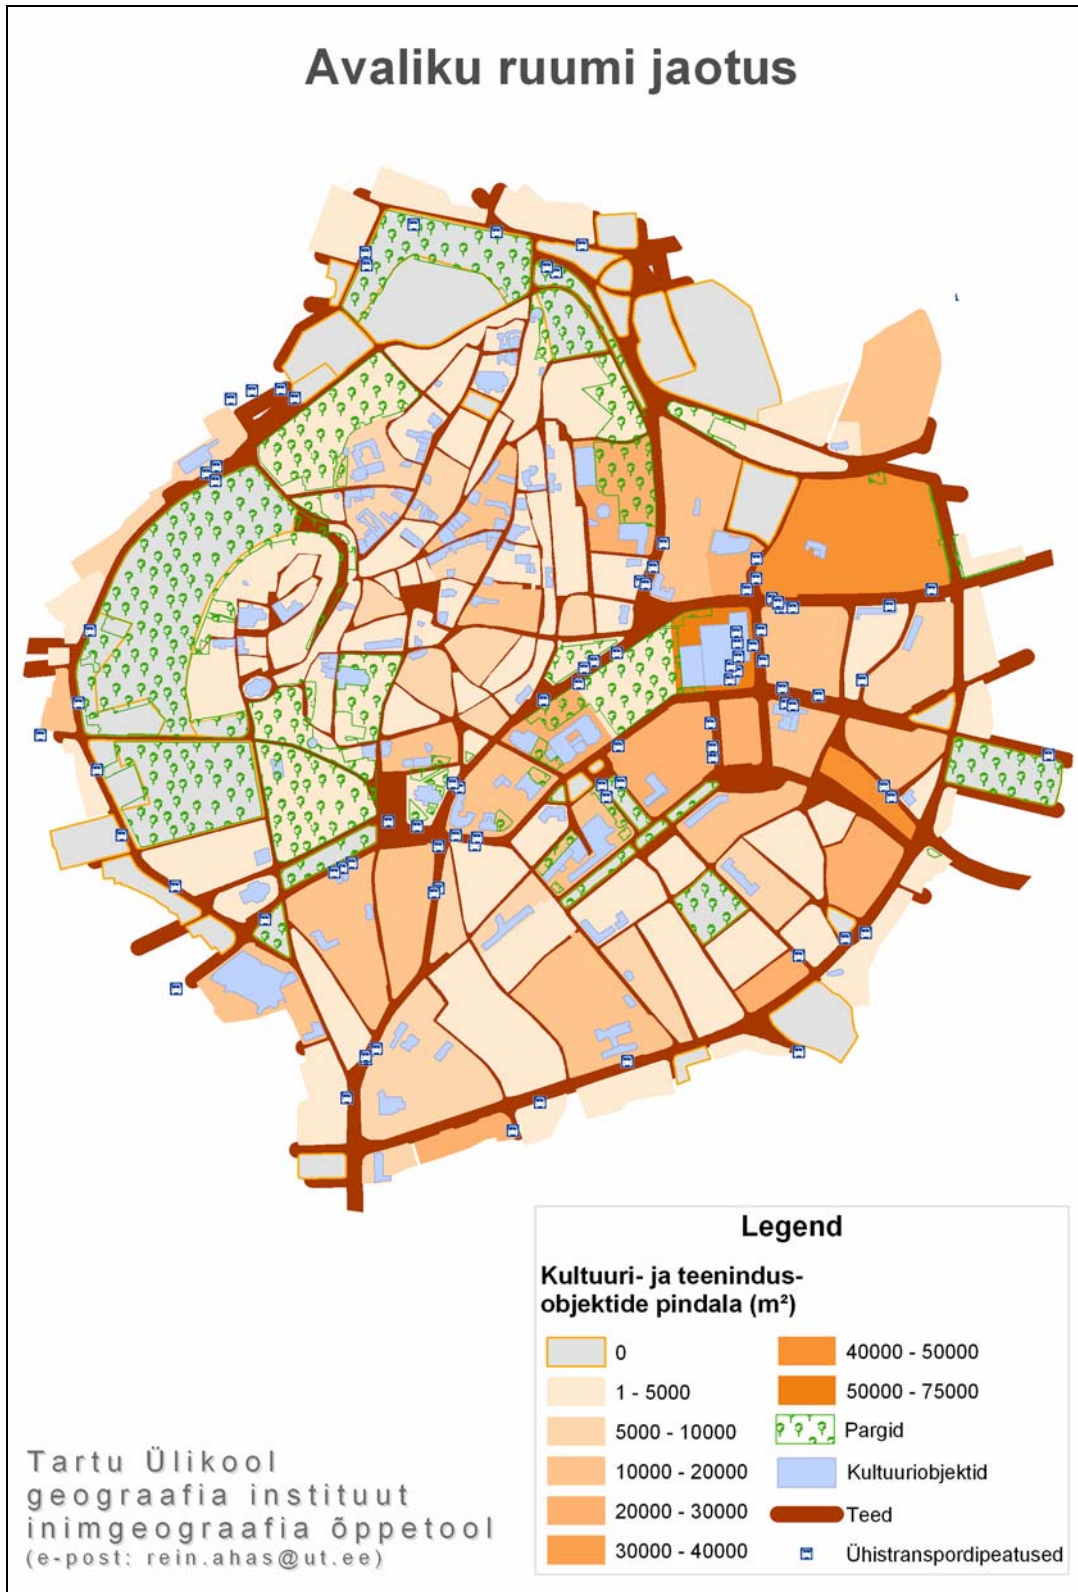 Avaliku ruumi jaotus
Legend
Kultuuri- ja teenindus-
objektide pindala (m²)
0
1 - 5000
5000 - 10000
10000 - 20000
20000 - 30000
30000 - 40000
40000 - 50000
50000 - 75000
Pargid
Kultuuriobjektid
Teed
Ühistranspordipeatused
Tartu Ülikool
geograafia instituut
inimgeograafia õppetool
(e-post: rein.ahas@ut.ee)